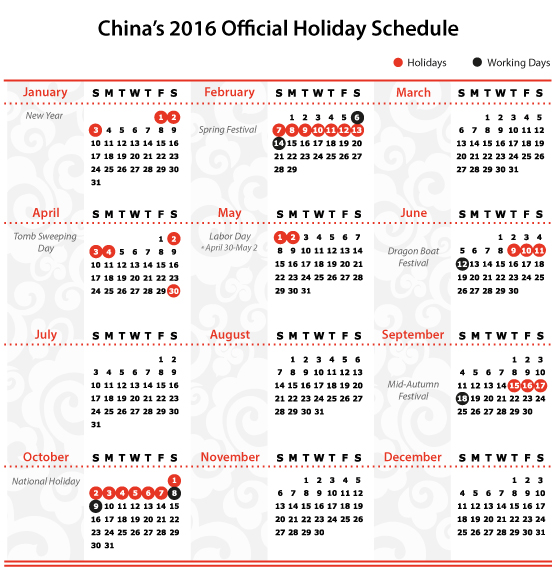 China's 2016 Official Holiday Schedule
Holidays
Working Days
January
S M T W T F S
New Year
1 2
3 4 5 6 7 8 9
10 11 12 13 14 15 16
17 18 19 20 21 22 23
24 25 26 27 28 29 30
31
February
S M T W T F S
Spring Festival
1 2 3 4 5 6
7 8 9 10 11 12 13
14 15 16 17 18 19 20
21 22 23 24 25 26 27
28 29
March
S M T W T F S
1 2 3 4 5
6 7 8 9 10 11 12
13 14 15 16 17 18 19
20 21 22 23 24 25 26
27 28 29 30 31
April
S M T W T F S
Tomb Sweeping
Day
1 2
3 4 5 6 7 8 9
10 11 12 13 14 15 16
17 18 19 20 21 22 23
24 25 26 27 28 29 30
May
S M T W T F S
Labor Day
* April 30-May 2
1 2 3 4 5 6 7
8 9 10 11 12 13 14
15 16 17 18 19 20 21
22 23 24 25 26 27 28
29 30 31
June
S M T W T F S
Dragon Boat
Festival
1 2 3 4
5 6 7 8 9 10 11
12 13 14 15 16 17 18
19 20 21 22 23 24 25
26 27 28 29 30
July
S M T W T F S
1 2
3 4 5 6 7 8 9
10 11 12 13 14 15 16
17 18 19 20 21 22 23
24 25 26 27 28 29 30
31
August
S M T W T F S
1 2 3 4 5 6
7 8 9 10 11 12 13
14 15 16 17 18 19 20
21 22 23 24 25 26 27
28 29 30 31
September
S M T W T F S
Mid-Autumn
Festival
1 2 3
4 5 6 7 8 9 10
11 12 13 14 15 16 17
18 19 20 21 22 23 24
25 26 27 28 29 30
October
S M T W T F S
National Holiday
1
2 3 4 5 6 7 8
9 10 11 12 13 14 15
16 17 18 19 20 21 22
23 24 25 26 27 28 29
30 31
November
S M T W T F S
1 2 3 4 5
6 7 8 9 10 11 12
13 14 15 16 17 18 19
20 21 22 23 24 25 26
27 28 29 30
December
S M T W T F S
1 2 3
4 5 6 7 8 9 10
11 12 13 14 15 16 17
18 19 20 21 22 23 24
25 26 27 28 29 30 31